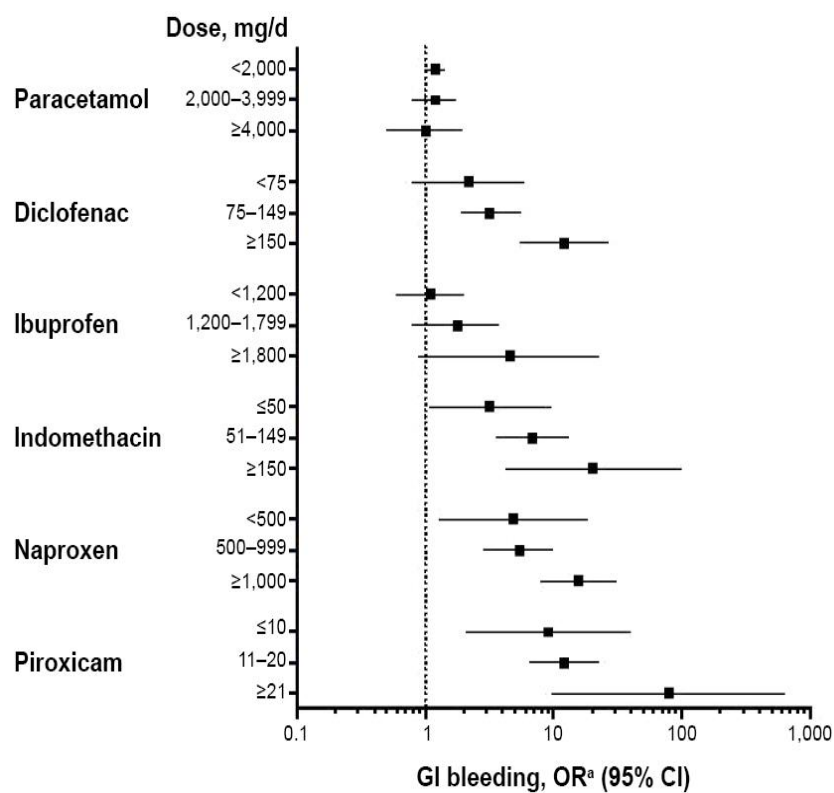 Dose, mg/d
Paracetamol
<2,000
2,000–3,999
≥4,000
Diclofenac
<75
75–149
≥150
Ibuprofen
<1,200
1,200–1,799
≥1,800
Indomethacin
≤50
51–149
≥150
Naproxen
<500
500–999
≥1,000
Piroxicam
≤10
11–20
≥21
0.1 1 10 100 1,000
GI bleeding, ORª (95% CI)